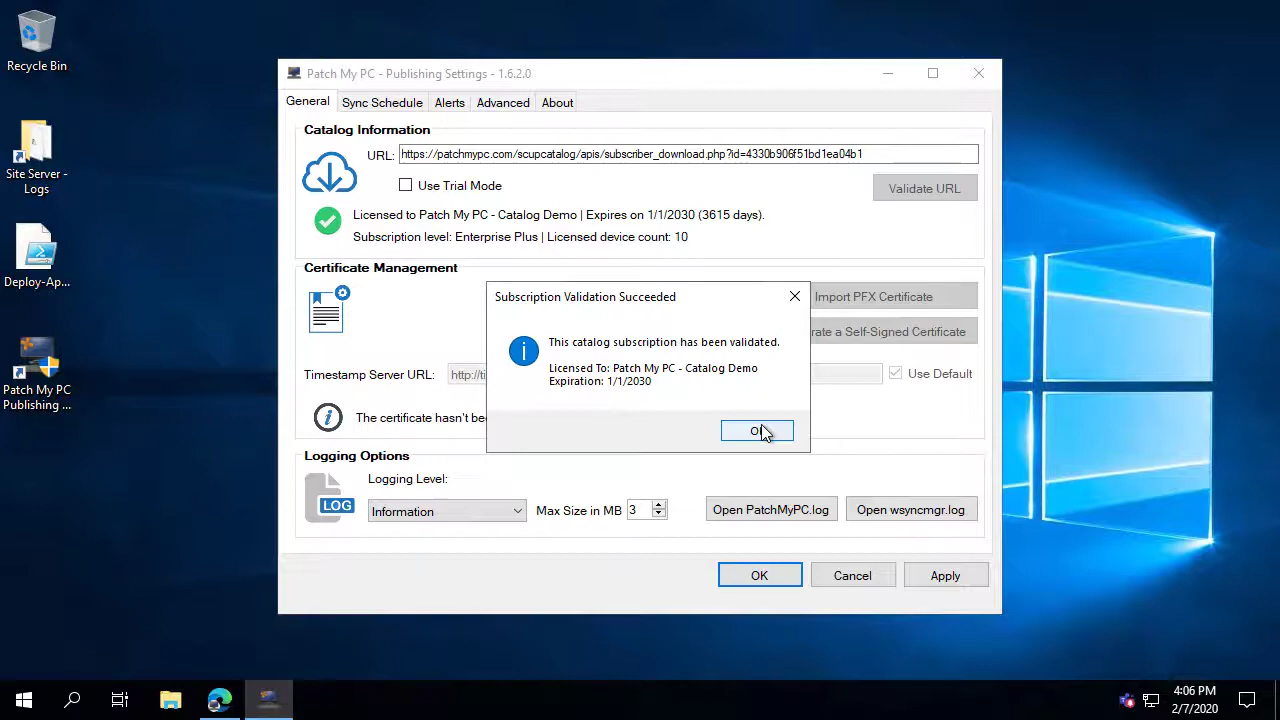 Recycle Bin
Site Server -
Logs
Deploy-Ap...
Patch My PC
Publishing ...
Patch My PC - Publishing Settings - 1.6.2.0
General
Sync Schedule
Alerts
Advanced
About
Catalog Information
URL:
https://patchmypc.com/scupcatalog/apis/subscriber_download.php?id=4330b906f51bd1ea04b1
Use Trial Mode
Validate URL
Licensed to Patch My PC - Catalog Demo | Expires on 1/1/2030 (3615 days).
Subscription level: Enterprise Plus | Licensed device count: 10
Certificate Management
Import PFX Certificate
rate a Self-Signed Certificate
Timestamp Server URL:
http://ti
Use Default
The certificate hasn't be
Subscription Validation Succeeded
This catalog subscription has been validated.
Licensed To: Patch My PC - Catalog Demo
Expiration: 1/1/2030
Logging Options
LOG
Logging Level:
Information
Max Size in MB
3
Open PatchMyPC.log
Open wsyncmgr.log
OK
Cancel
Apply
4:06 PM
2/7/2020